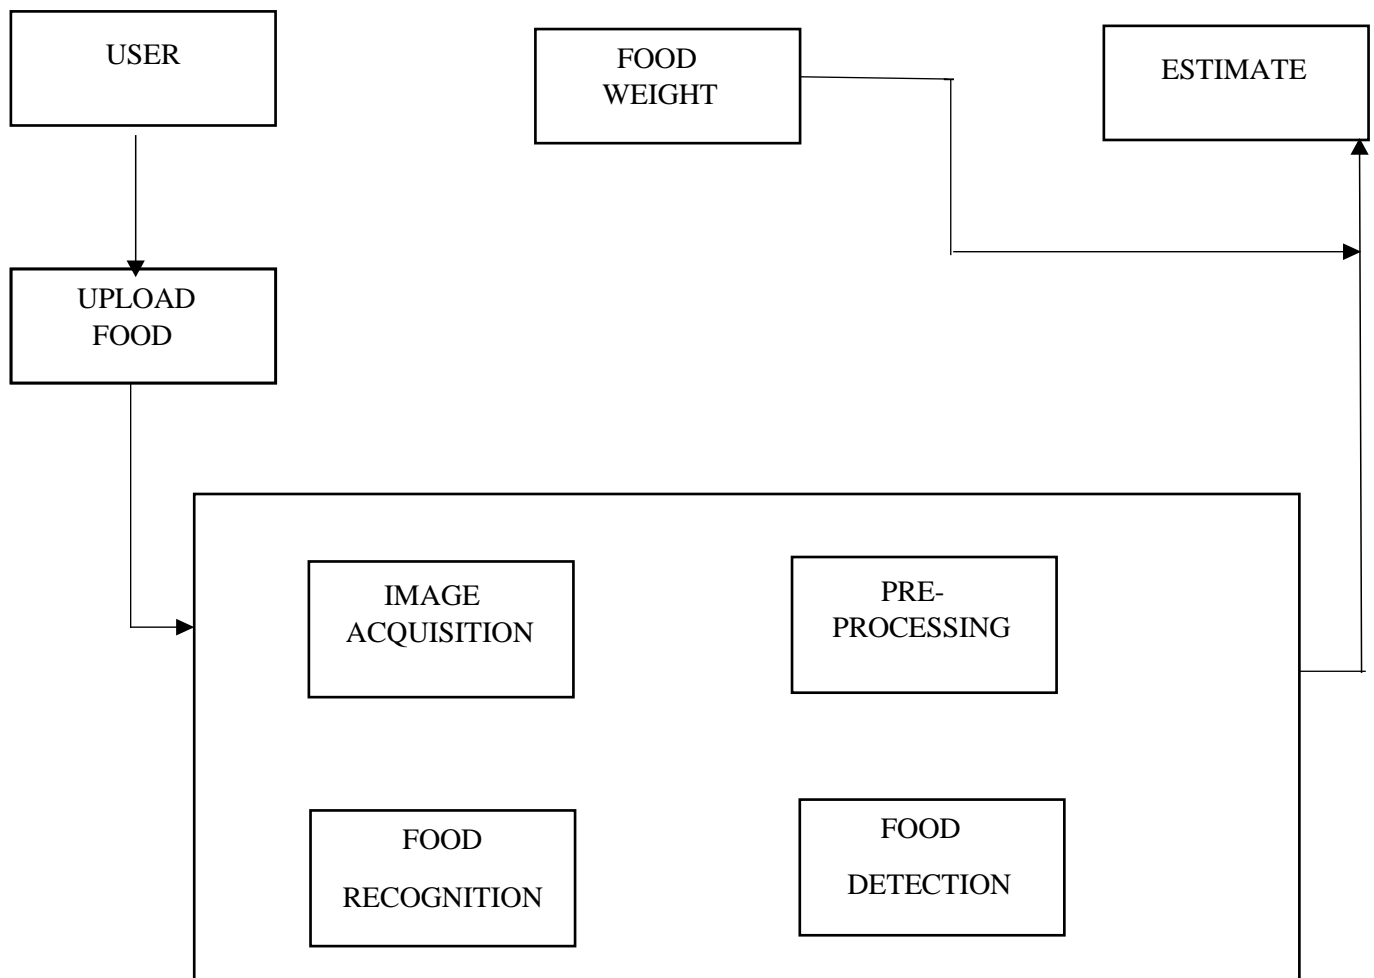 USER
FOOD
WEIGHT
ESTIMATE
UPLOAD
FOOD
IMAGE
ACQUISITION
PRE-
PROCESSING
FOOD
RECOGNITION
FOOD
DETECTION